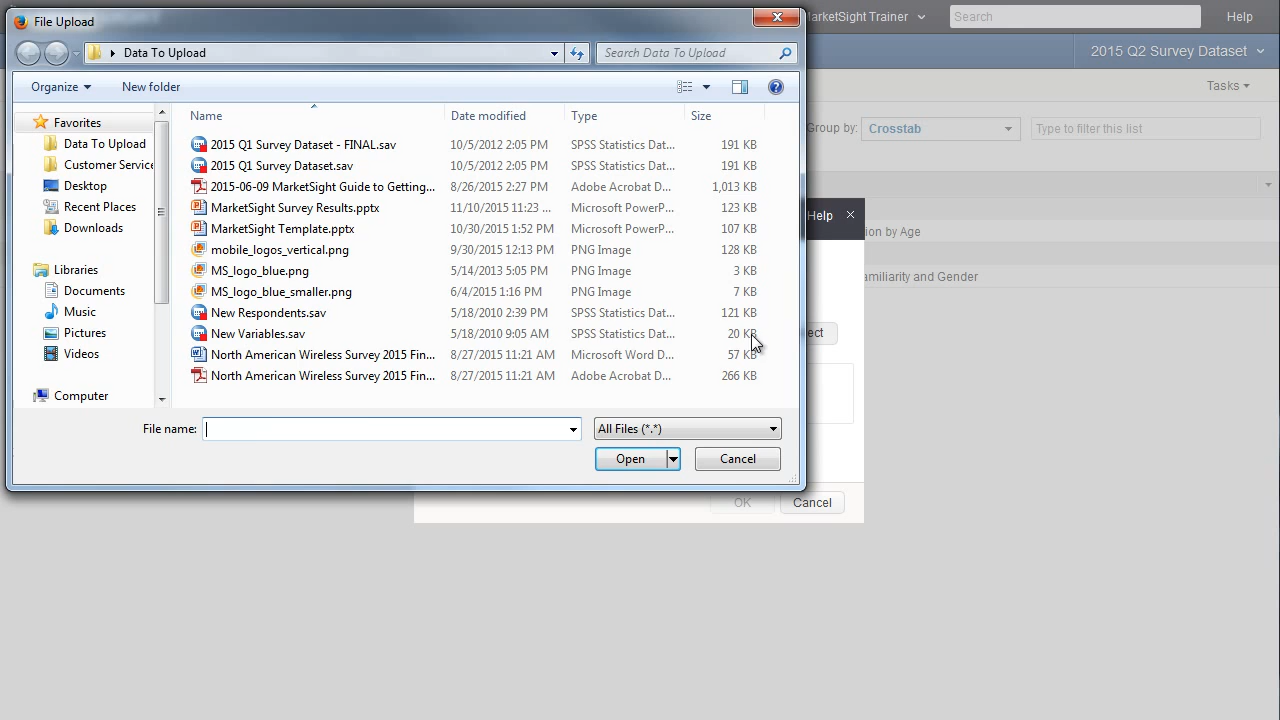 File Upload
MarketSight Trainer
Search
Help
Data To Upload
Search Data To Upload
2015 Q2 Survey Dataset
Organize
New folder
Tasks
Name
Date modified
Type
Size
Group by:
Crosstab
Type to filter this list
Favorites
Data To Upload
Customer Service
Desktop
Recent Places
Downloads
Libraries
Documents
Music
Pictures
Videos
Computer
2015 Q1 Survey Dataset - FINAL.sav 10/5/2012 2:05 PM SPSS Statistics Dat... 191 KB
2015 Q1 Survey Dataset.sav 10/5/2012 2:05 PM SPSS Statistics Dat... 191 KB
2015-06-09 MarketSight Guide to Getting... 8/26/2015 2:27 PM Adobe Acrobat D... 1,013 KB
MarketSight Survey Results.pptx 11/10/2015 11:23 ... Microsoft PowerP... 123 KB
MarketSight Template.pptx 10/30/2015 1:52 PM Microsoft PowerP... 107 KB
mobile_logos_vertical.png 9/30/2015 12:13 PM PNG Image 128 KB
MS_logo_blue.png 5/14/2013 5:05 PM PNG Image 3 KB
MS_logo_blue_smaller.png 6/4/2015 1:16 PM PNG Image 7 KB
New Respondents.sav 5/18/2010 2:39 PM SPSS Statistics Dat... 121 KB
New Variables.sav 5/18/2010 9:05 AM SPSS Statistics Dat... 20 KB
North American Wireless Survey 2015 Fin... 8/27/2015 11:21 AM Microsoft Word D... 57 KB
North American Wireless Survey 2015 Fin... 8/27/2015 11:21 AM Adobe Acrobat D... 266 KB
Help
on by Age
amiliarity and Gender
ect
File name:
All Files (*.*)
Open
Cancel
OK
Cancel